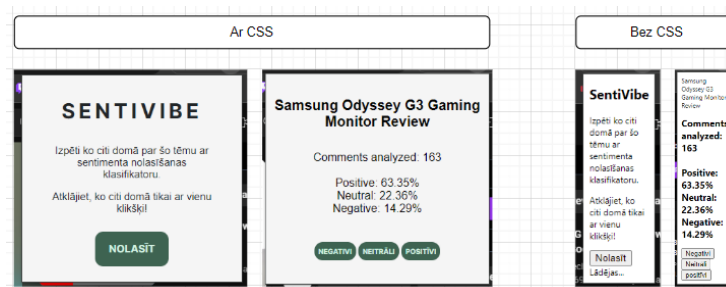 Ar CSS
Bez CSS
SENTIVIBE
Izpēti ko citi domā par šo tēmu ar
sentimenta nolasīšanas
klasifikatoru.
Atklājiet, ko citi domā tikai ar vienu
klikšķi!
NOLASĪT
Samsung Odyssey G3 Gaming
Monitor Review
Comments analyzed: 163
Positive: 63.35%
Neutral: 22.36%
Negative: 14.29%
NEGATIVI
NEITRĀLI
POSITĪVI
SentiVibe
Izpēti ko citi
domā par šo
tēmu ar
sentimenta
nolasīšanas
klasifikatoru.
Atklājiet, ko
citi domā tikai
ar vienu
klikšķi!
Nolasīt
Lādējas...
Samsung
Odyssey G3
Gaming Monitor
Review
Comments
analyzed:
163
Positive:
63.35%
Neutral:
22.36%
Negative:
14.29%
Negatīvi
Neitrāli
positīvi